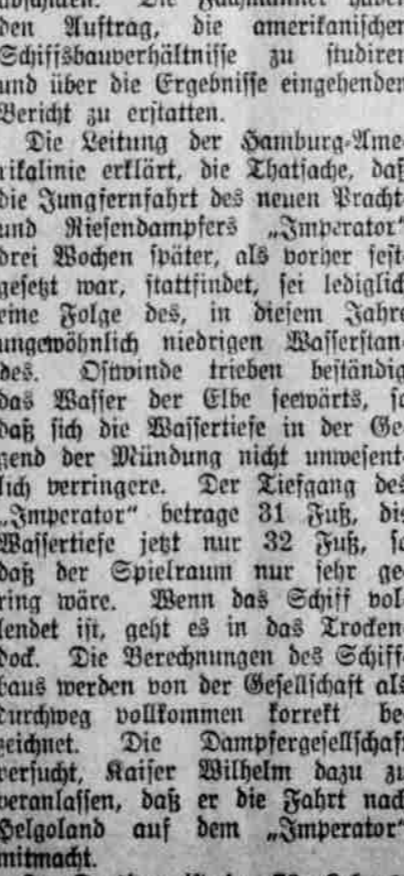 den Auftrag, die amerikanischen
Schiffsbauverhältnisse zu studiren
und über die Ergebnisse eingehenden
Bericht zu erstatten.
Die Leitung der Hamburg-Ame-
rikalinie erklärt, die Thatsache, daß
die Jungfernfahrt des neuen Pracht-
und Riesendampfers „Imperator“
drei Wochen später, als vorher fest-
gesetzt war, stattfindet, sei lediglich
eine Folge des, in diesem Jahre
ungewöhnlich niedrigen Wasserstan-
des. Ostwinde trieben beständig
das Wasser der Elbe seewärts, so
daß sich die Wassertiefe in der Ge-
gend der Mündung nicht unwesent-
lich verringere. Der Tiefgang des
„Imperator“ betrage 31 Fuß, die
Wassertiefe jetzt nur 32 Fuß, so
daß der Spielraum nur sehr ge-
ring wäre. Wenn das Schiff vol-
lendet ist, geht es in das Trocken-
dock. Die Berechnungen des Schiff-
baus werden von der Gesellschaft als
durchweg vollkommen korrekt be-
zeichnet. Die Dampfergesellschaft
versucht, Kaiser Wilhelm dazu zu
veranlassen, daß er die Fahrt nach
Helgoland auf dem „Imperator“
mitmacht.